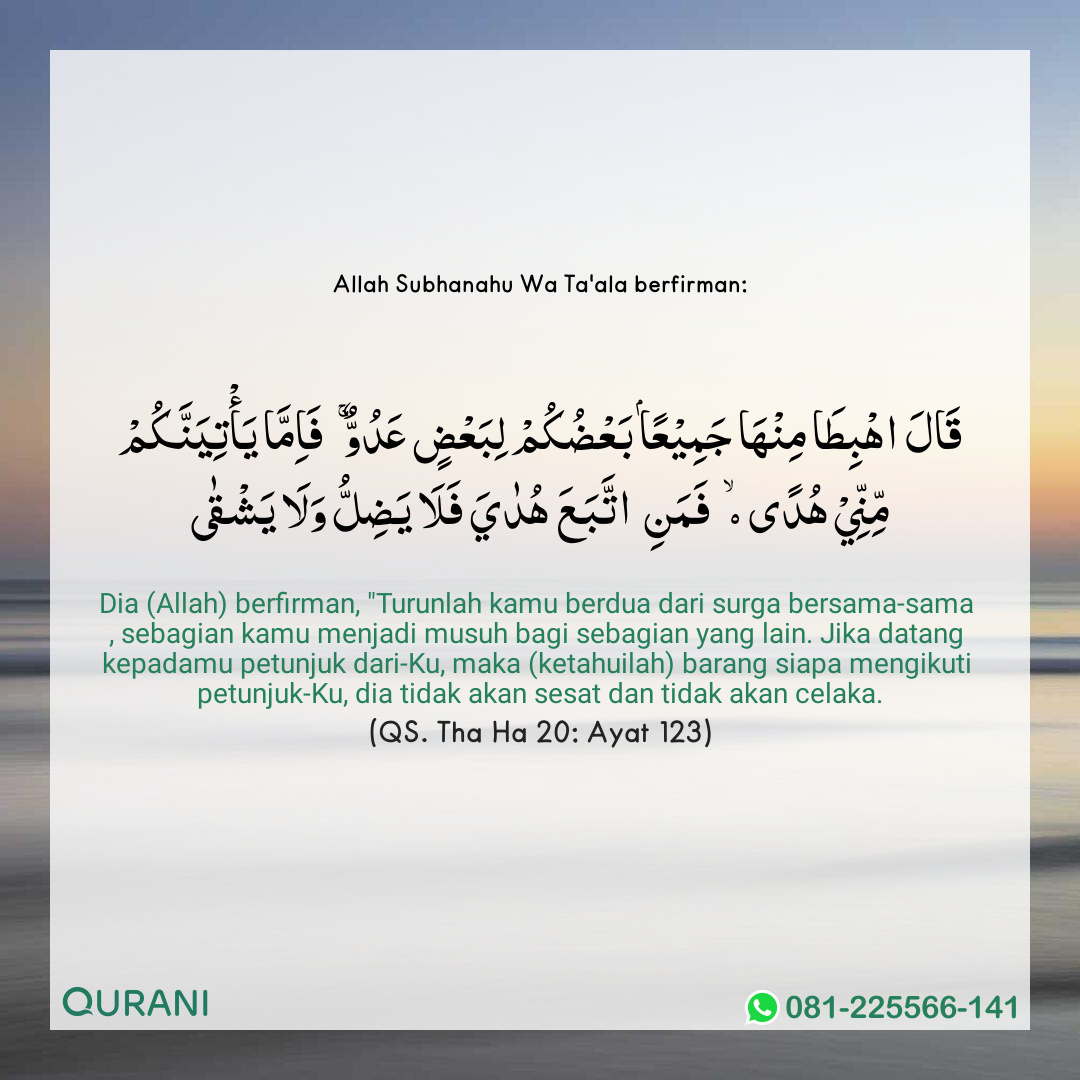 Allah Subhanahu Wa Ta'ala berfirman:
قَالَ اهْبِطَا مِنْهَا جَمِيْعًاۢ بَعْضُكُمْ لِبَعْضٍ عَدُوٌّ ۚ فَاِمَّا يَأْتِيَنَّكُمْ
مِّنِّيْ هُدًى ە ۙ فَمَنِ اتَّبَعَ هُدٰيَ فَلَا يَضِلُّ وَلَا يَشْقٰى
Dia (Allah) berfirman, "Turunlah kamu berdua dari surga bersama-sama
, sebagian kamu menjadi musuh bagi sebagian yang lain. Jika datang
kepadamu petunjuk dari-Ku, maka (ketahuilah) barang siapa mengikuti
petunjuk-Ku, dia tidak akan sesat dan tidak akan celaka.
(QS. Tha Ha 20: Ayat 123)
QURANI
081-225566-141